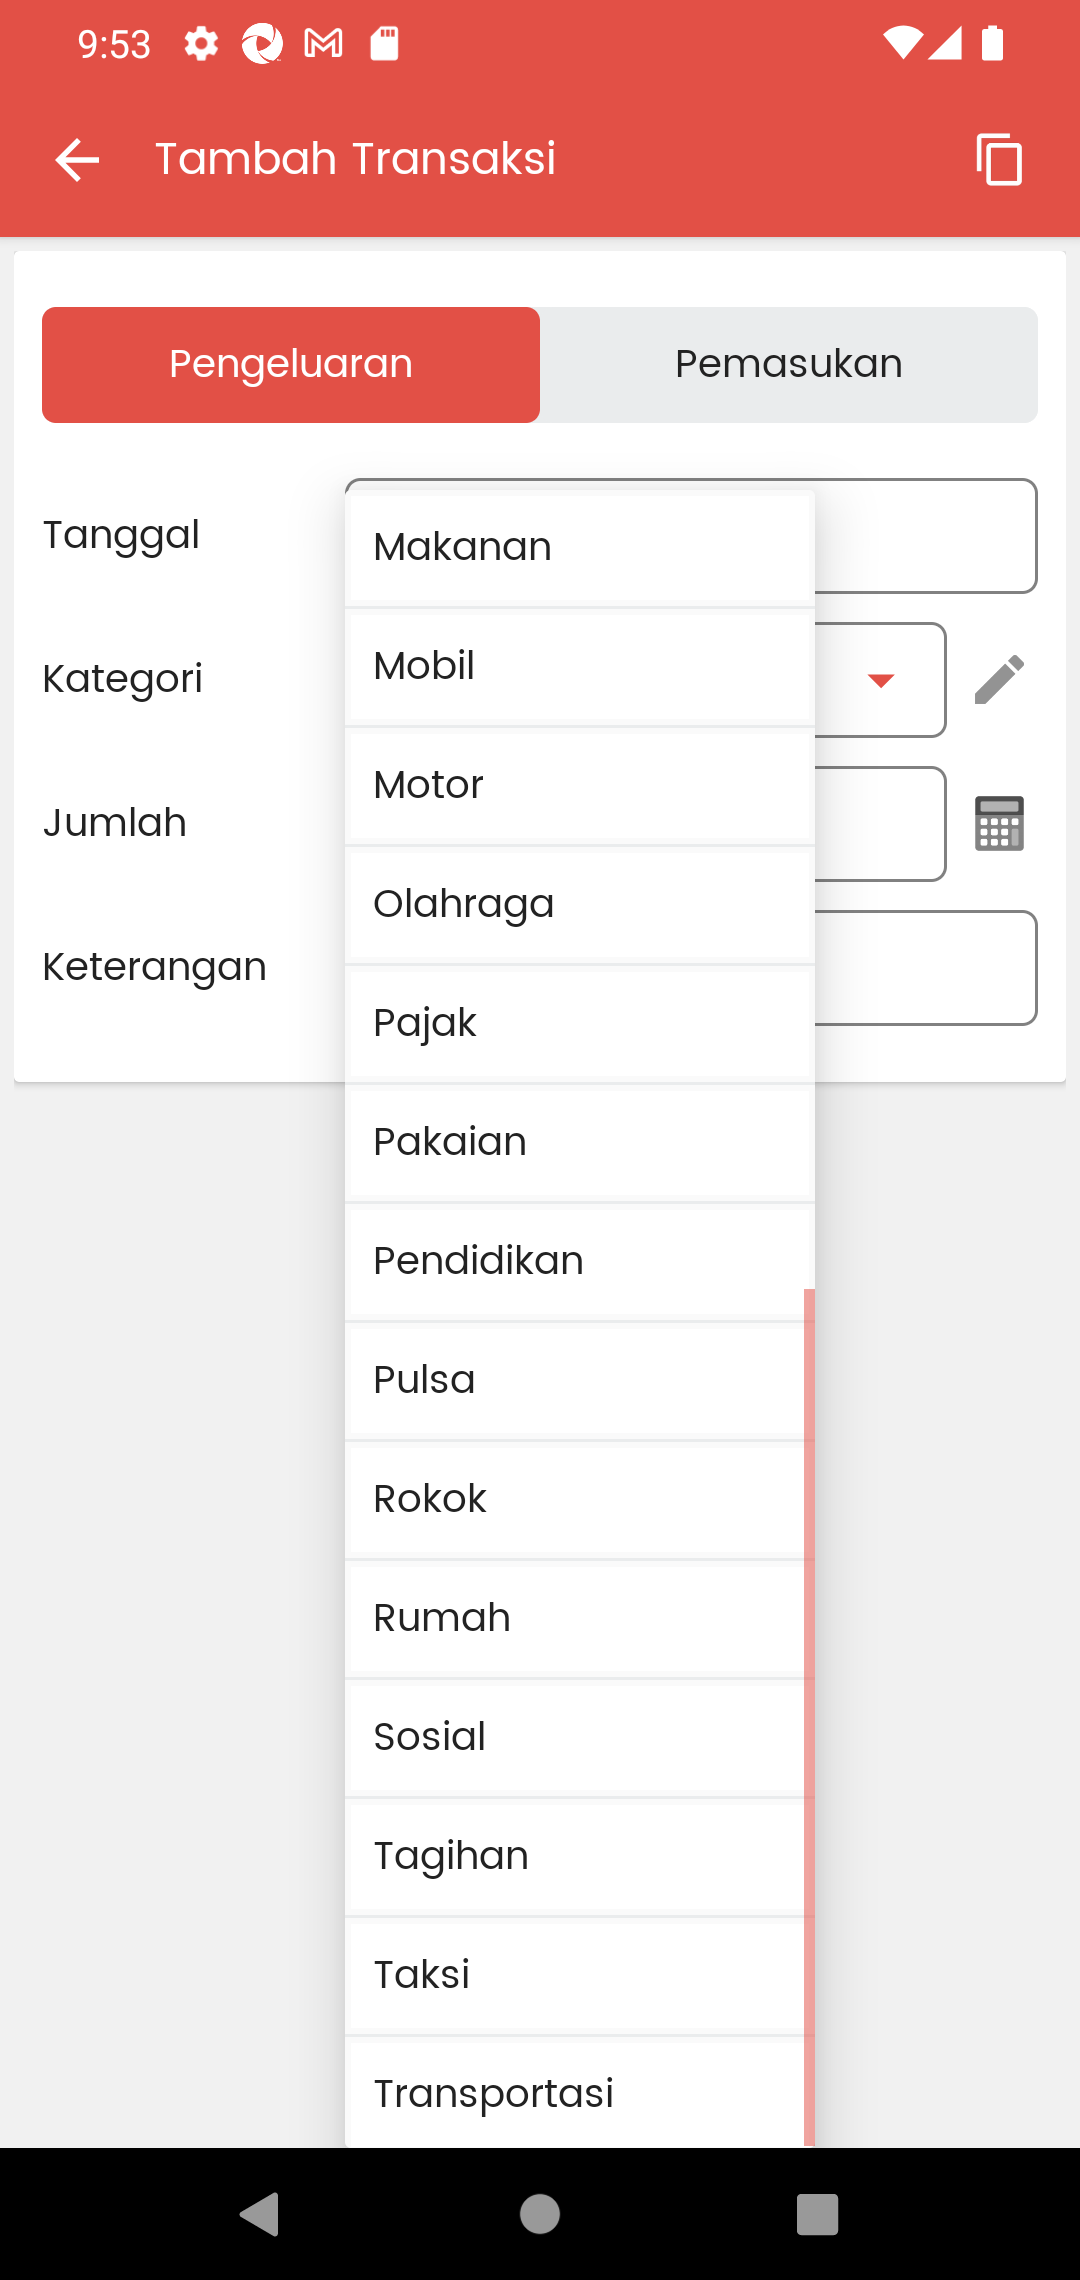 9:53
Tambah Transaksi
Pengeluaran
Pemasukan
Tanggal
Kategori
Jumlah
Keterangan
Makanan
Mobil
Motor
Olahraga
Pajak
Pakaian
Pendidikan
Pulsa
Rokok
Rumah
Sosial
Tagihan
Taksi
Transportasi